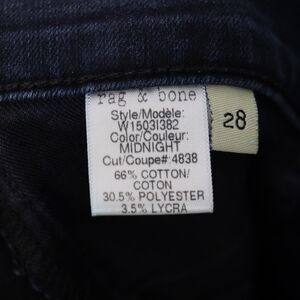 rag & bone
Style/Modèle:
W1503I382
Color/Couleur:
MIDNIGHT
Cut/Coupe#: 4838
66% COTTON/
COTON
30.5% POLYESTER
3.5% LYCRA
28